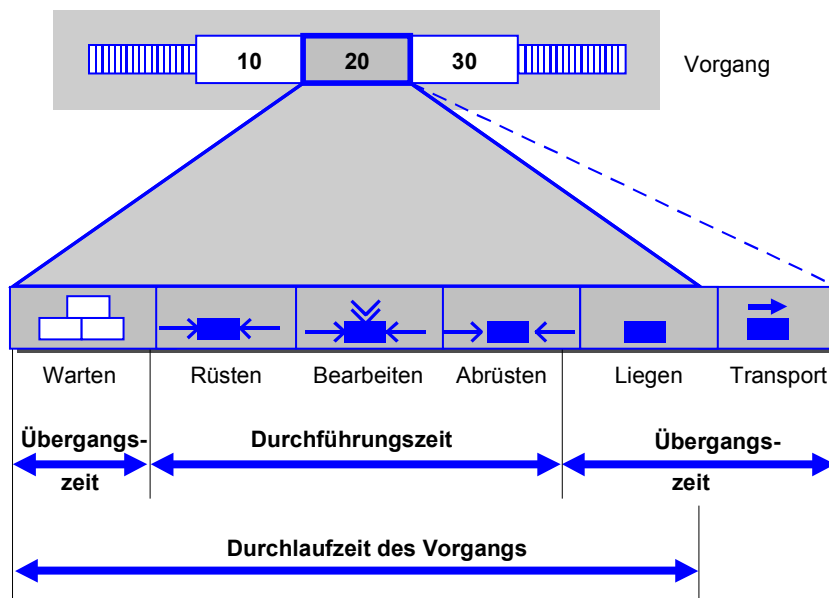 10 20 30
Vorgang
Warten Rüsten Bearbeiten Abrüsten Liegen Transport
Übergangs- Durchführungszeit Übergangs-
zeit zeit
Durchlaufzeit des Vorgangs